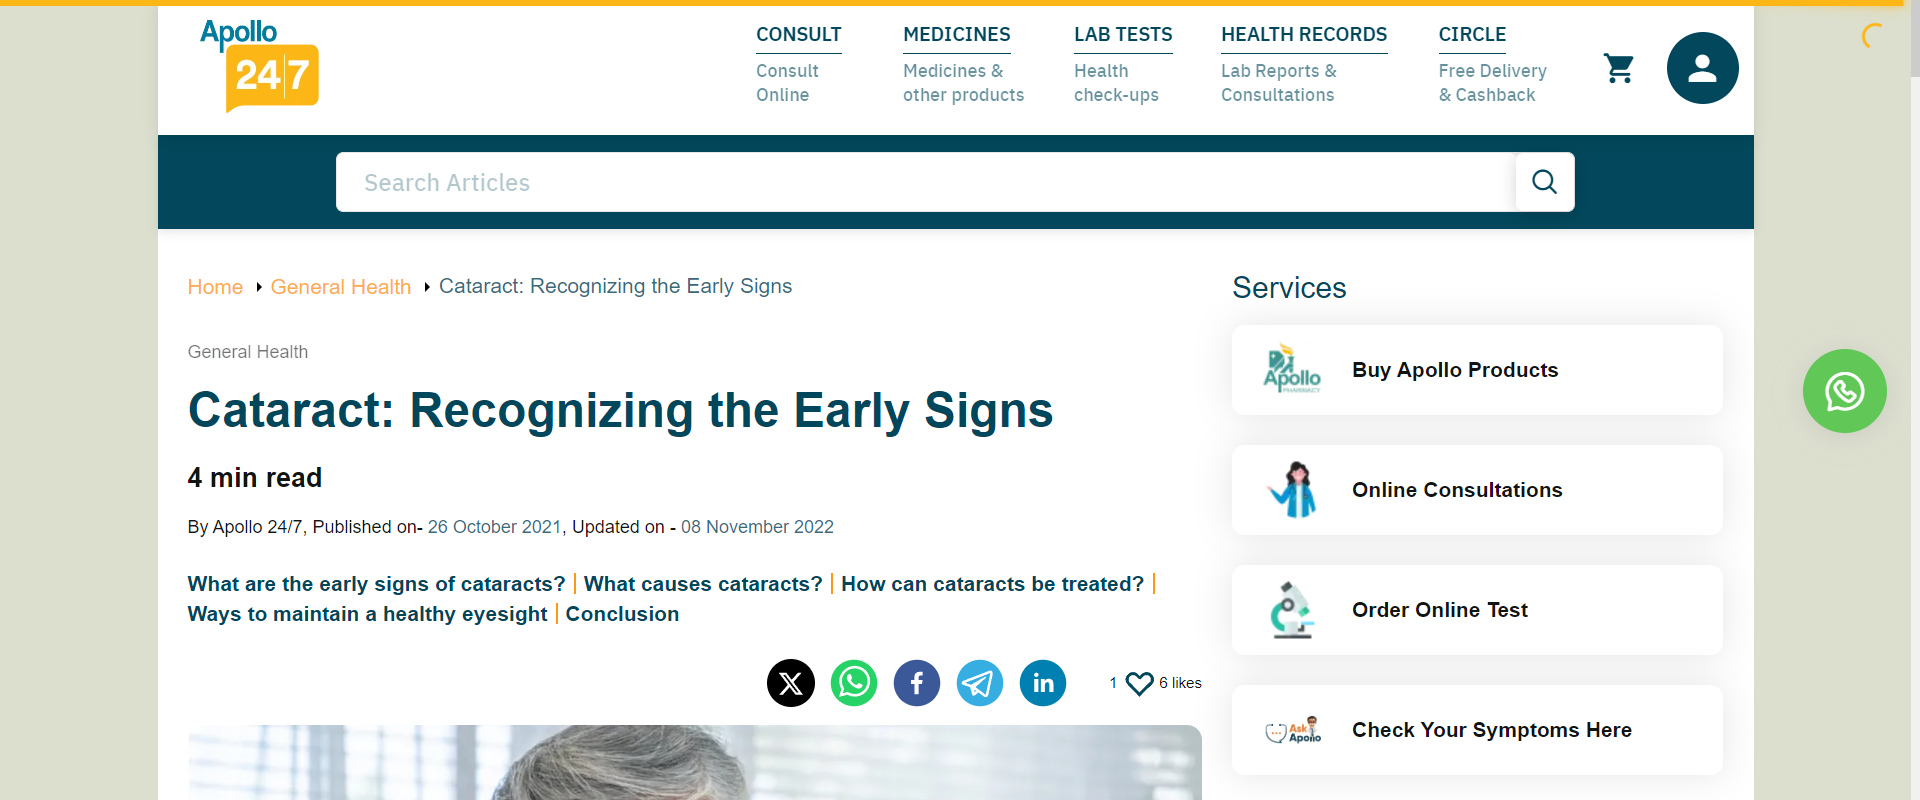 Apollo
24|7
CONSULT
Consult
Online
MEDICINES
Medicines &
other products
LAB TESTS
Health
check-ups
HEALTH RECORDS
Lab Reports &
Consultations
CIRCLE
Free Delivery
& Cashback
Search Articles
Home General Health Cataract: Recognizing the Early Signs
General Health
Cataract: Recognizing the Early Signs
4 min read
By Apollo 24/7, Published on- 26 October 2021, Updated on - 08 November 2022
What are the early signs of cataracts? | What causes cataracts? | How can cataracts be treated? |
Ways to maintain a healthy eyesight | Conclusion
1 6 likes
Services
Apollo
PHARMACY
Buy Apollo Products
Online Consultations
Order Online Test
Ask
Apollo
Check Your Symptoms Here